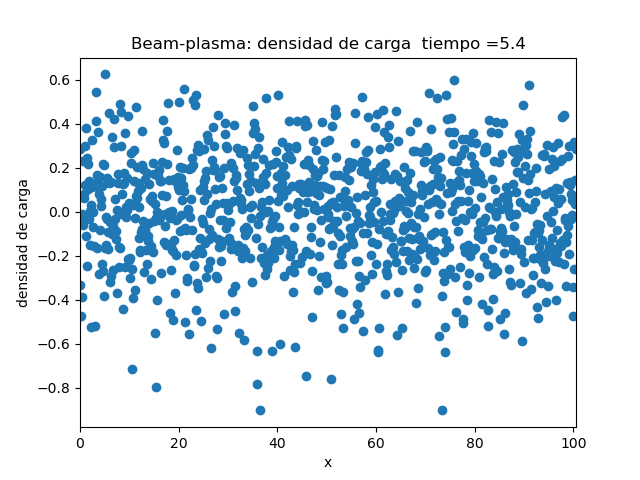 Beam-plasma: densidad de carga  tiempo =5.4
densidad de carga
0.6
0.4
0.2
0.0
−0.2
−0.4
−0.6
−0.8
0 20 40 60 80 100
x